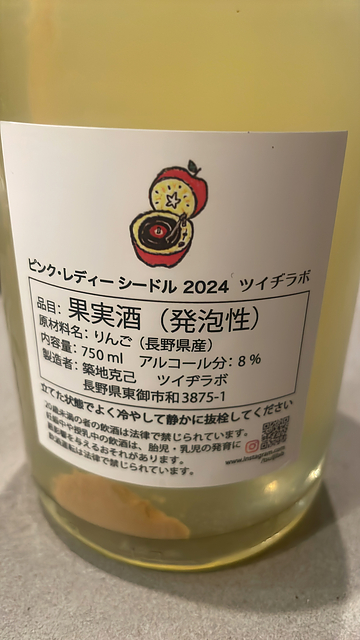 ピンク・レディー シードル 2024 ツイヂラボ
品目: 果実酒（発泡性）
原材料名: りんご（長野県産）
内容量: 750ml アルコール分: 8%
製造者: 築地克己 ツイヂラボ
長野県東御市和3875-1
立てた状態でよく冷やして静かに抜栓してください
20歳未満の者の飲酒は法律で禁じられています。
妊娠中や授乳中の飲酒は、胎児・乳児の発育に
悪影響を与えるおそれがあります。
飲酒運転は法律で禁じられています。
www.instagram.com